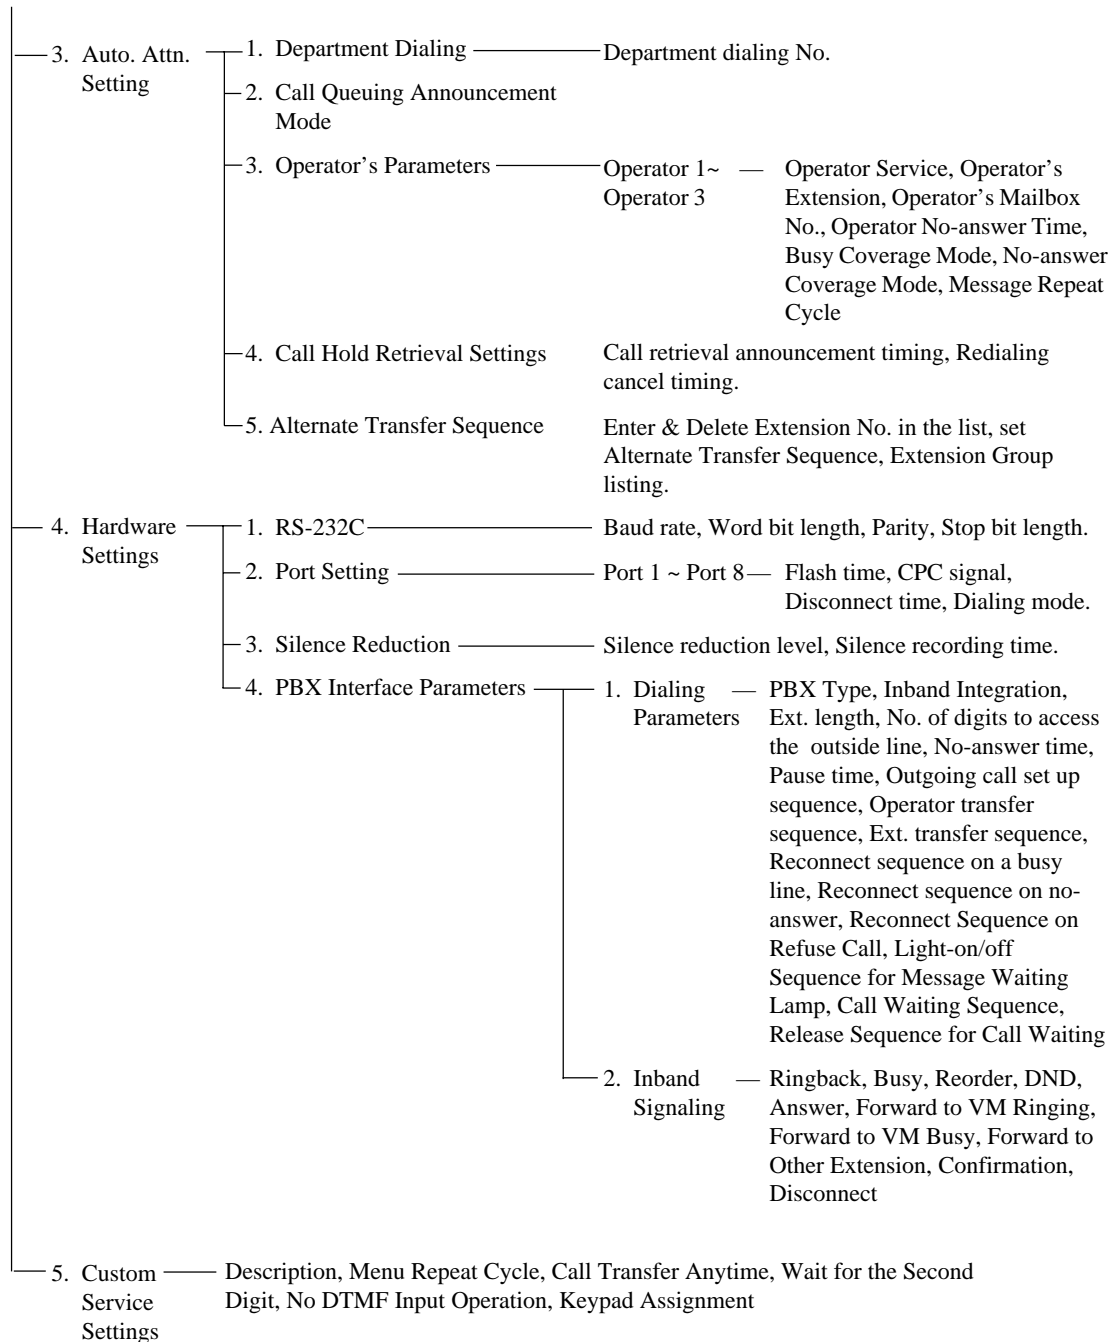 3. Auto. Attn.
Setting
1. Department Dialing
Department dialing No.
2. Call Queuing Announcement
Mode
3. Operator's Parameters
Operator 1~
Operator 3
Operator Service, Operator's
Extension, Operator's Mailbox
No., Operator No-answer Time,
Busy Coverage Mode, No-answer
Coverage Mode, Message Repeat
Cycle
4. Call Hold Retrieval Settings
Call retrieval announcement timing, Redialing
cancel timing.
5. Alternate Transfer Sequence
Enter & Delete Extension No. in the list, set
Alternate Transfer Sequence, Extension Group
listing.
4. Hardware
Settings
1. RS-232C
Baud rate, Word bit length, Parity, Stop bit length.
2. Port Setting
Port 1 ~ Port 8
Flash time, CPC signal,
Disconnect time, Dialing mode.
3. Silence Reduction
Silence reduction level, Silence recording time.
4. PBX Interface Parameters
1. Dialing
Parameters
PBX Type, Inband Integration,
Ext. length, No. of digits to access
the outside line, No-answer time,
Pause time, Outgoing call set up
sequence, Operator transfer
sequence, Ext. transfer sequence,
Reconnect sequence on a busy
line, Reconnect sequence on no-
answer, Reconnect Sequence on
Refuse Call, Light-on/off
Sequence for Message Waiting
Lamp, Call Waiting Sequence,
Release Sequence for Call Waiting
2. Inband
Signaling
Ringback, Busy, Reorder, DND,
Answer, Forward to VM Ringing,
Forward to VM Busy, Forward to
Other Extension, Confirmation,
Disconnect
5. Custom
Service
Settings
Description, Menu Repeat Cycle, Call Transfer Anytime, Wait for the Second
Digit, No DTMF Input Operation, Keypad Assignment